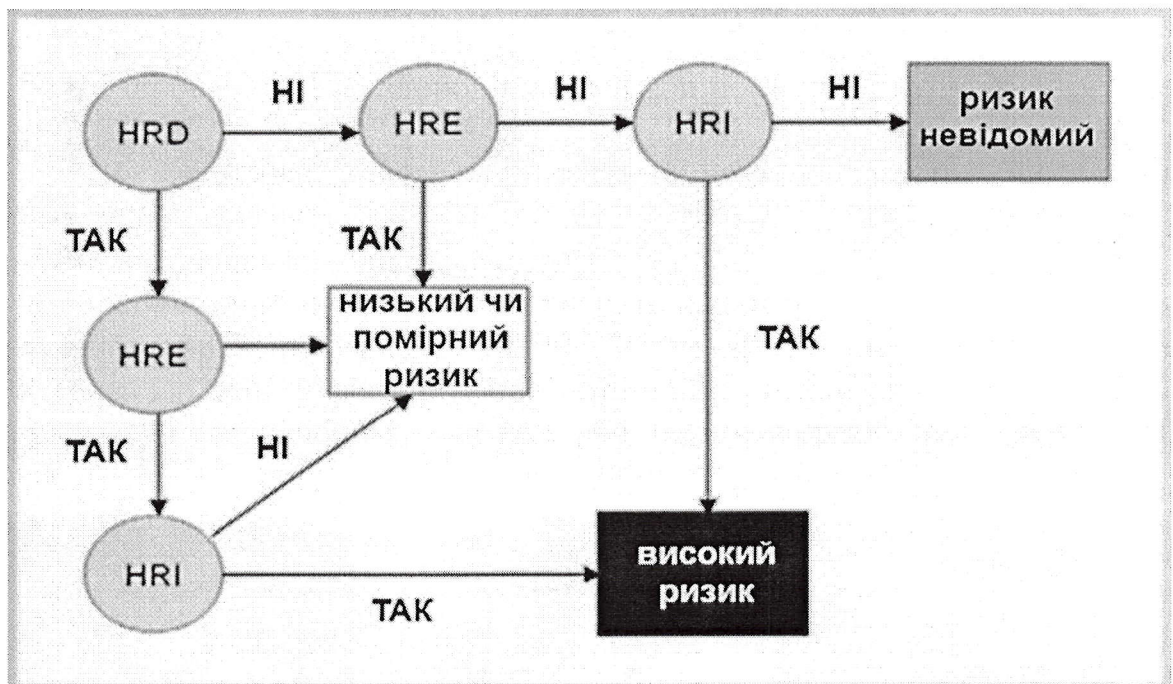 НІ
НІ
НІ
HRD
HRE
HRI
ризик
невідомий
ТАК
ТАК
низький чи
помірний
ризик
HRE
ТАК
ТАК
НІ
HRI
високий
ризик
ТАК